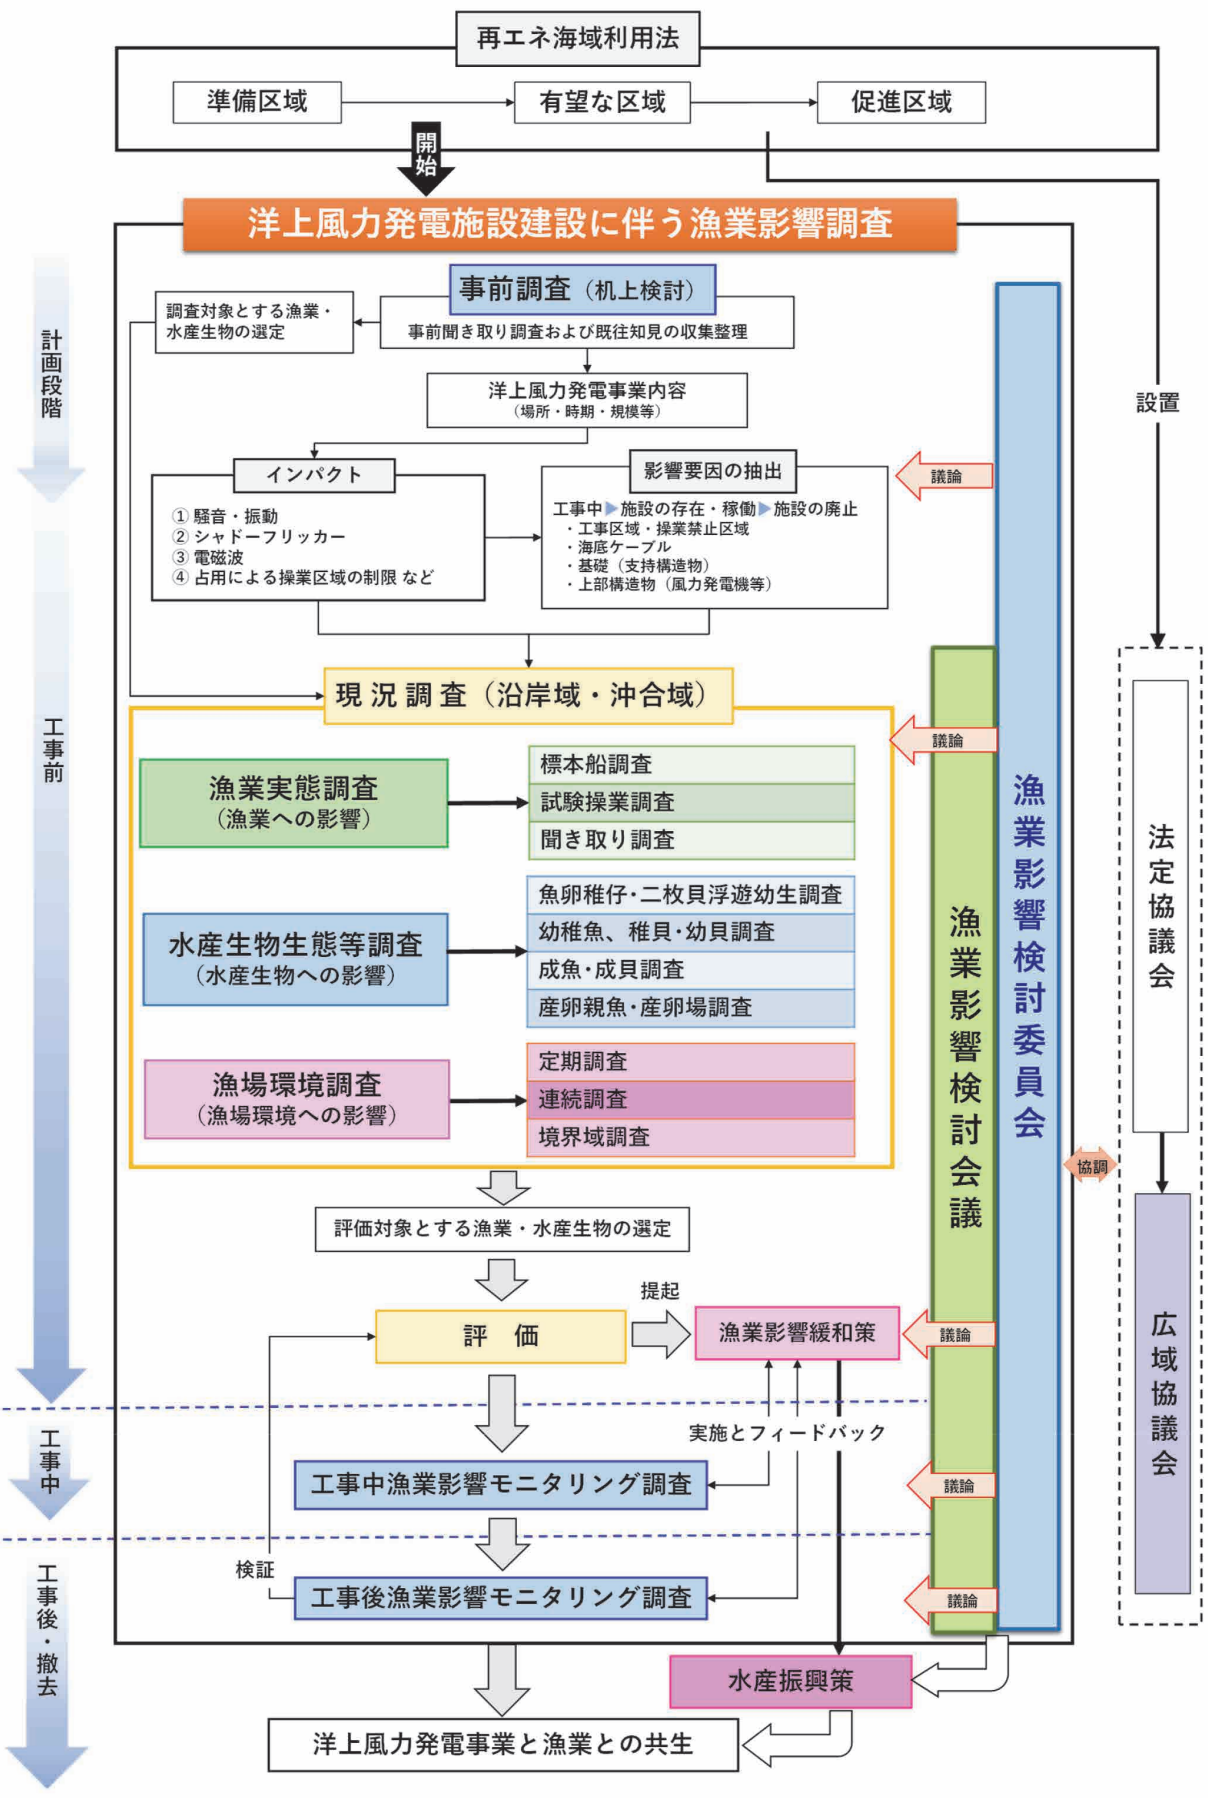 再エネ海域利用法
準備区域
有望な区域
促進区域
開始
洋上風力発電施設建設に伴う漁業影響調査
計画段階
事前調査（机上検討）
事前聞き取り調査および既往知見の収集整理
調査対象とする漁業・
水産生物の選定
洋上風力発電事業内容
（場所・時期・規模等）
設置
インパクト
① 騒音・振動
② シャドーフリッカー
③ 電磁波
④ 占用による操業区域の制限 など
影響要因の抽出
工事中▶施設の存在・稼働▶施設の廃止
・工事区域・操業禁止区域
・海底ケーブル
・基礎（支持構造物）
・上部構造物（風力発電機等）
議論
工事前
現 況 調 査（沿岸域・沖合域）
議論
漁業実態調査
（漁業への影響）
標本船調査
試験操業調査
聞き取り調査
水産生物生態等調査
（水産生物への影響）
魚卵稚仔･二枚貝浮遊幼生調査
幼稚魚、稚貝･幼貝調査
成魚･成貝調査
産卵親魚･産卵場調査
漁場環境調査
（漁場環境への影響）
定期調査
連続調査
境界域調査
漁業影響検討会議
漁業影響検討委員会
法定協議会
協調
広域協議会
評価対象とする漁業・水産生物の選定
評　価
提起
漁業影響緩和策
議論
実施とフィードバック
工事中
工事中漁業影響モニタリング調査
議論
検証
工事後・撤去
工事後漁業影響モニタリング調査
議論
水産振興策
洋上風力発電事業と漁業との共生